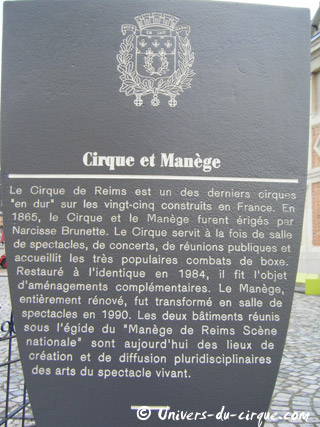 Cirque et Manège
Le Cirque de Reims est un des derniers cirques
"en dur" sur les vingt-cinq construits en France. En
1865, le Cirque et le Manège furent érigés par
Narcisse Brunette. Le Cirque servit à la fois de salle
de spectacles, de concerts, de réunions publiques et
accueillit les très populaires combats de boxe.
Restauré à l'identique en 1984, il fit l'objet
d'aménagements complémentaires. Le Manège,
entièrement rénové, fut transformé en salle de
spectacles en 1990. Les deux bâtiments réunis
sous l'égide du "Manège de Reims Scène
nationale" sont aujourd'hui des lieux de
création et de diffusion pluridisciplinaires
des arts du spectacle vivant.
© Univers-du-cirque.com